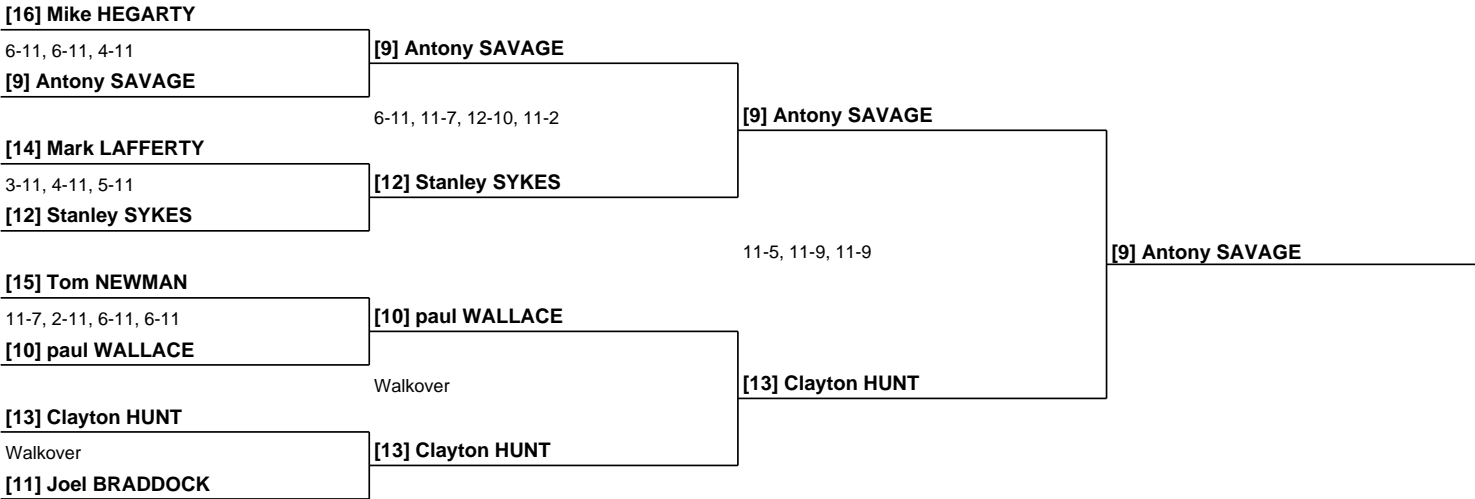 [16] Mike HEGARTY
6-11, 6-11, 4-11
[9] Antony SAVAGE
[9] Antony SAVAGE
6-11, 11-7, 12-10, 11-2
[9] Antony SAVAGE
[14] Mark LAFFERTY
3-11, 4-11, 5-11
[12] Stanley SYKES
[12] Stanley SYKES
11-5, 11-9, 11-9
[9] Antony SAVAGE
[15] Tom NEWMAN
11-7, 2-11, 6-11, 6-11
[10] paul WALLACE
[10] paul WALLACE
Walkover
[13] Clayton HUNT
[13] Clayton HUNT
Walkover
[13] Clayton HUNT
[11] Joel BRADDOCK